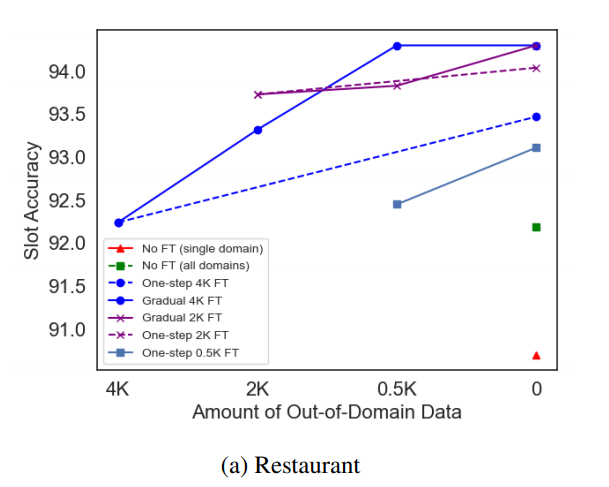 94.0
93.5
93.0
92.5
92.0
91.5
91.0
Slot Accuracy
No FT (single domain)
No FT (all domains)
One-step 4K FT
Gradual 4K FT
Gradual 2K FT
One-step 2K FT
One-step 0.5K FT
4K 2K 0.5K 0
Amount of Out-of-Domain Data
(a) Restaurant